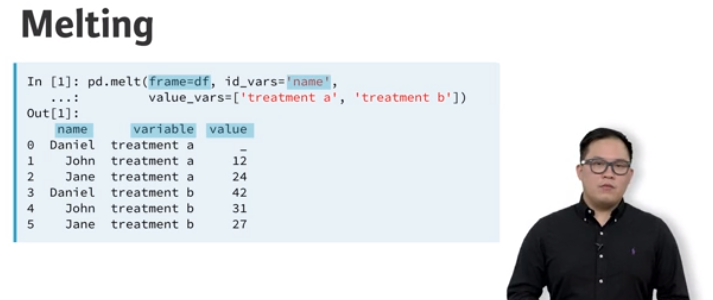 Melting
In [1]: pd.melt(frame=df, id_vars='name',
...: value_vars=['treatment a', 'treatment b'])
Out[1]:
name variable value
0 Daniel treatment a _
1 John treatment a 12
2 Jane treatment a 24
3 Daniel treatment b 42
4 John treatment b 31
5 Jane treatment b 27